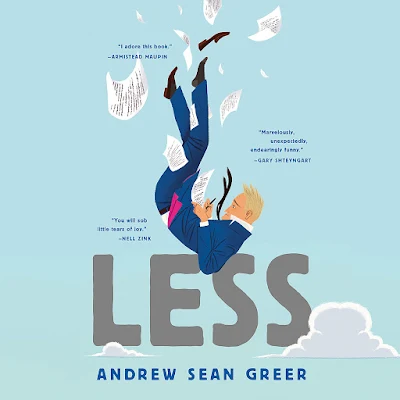 "I adore this book."
–ARMISTEAD MAUPIN
"Marvelously,
unexpectedly,
endearingly funny."
–GARY SHTEYNGART
"You will sob
little tears of joy."
–NELL ZINK
LESS
ANDREW SEAN GREER